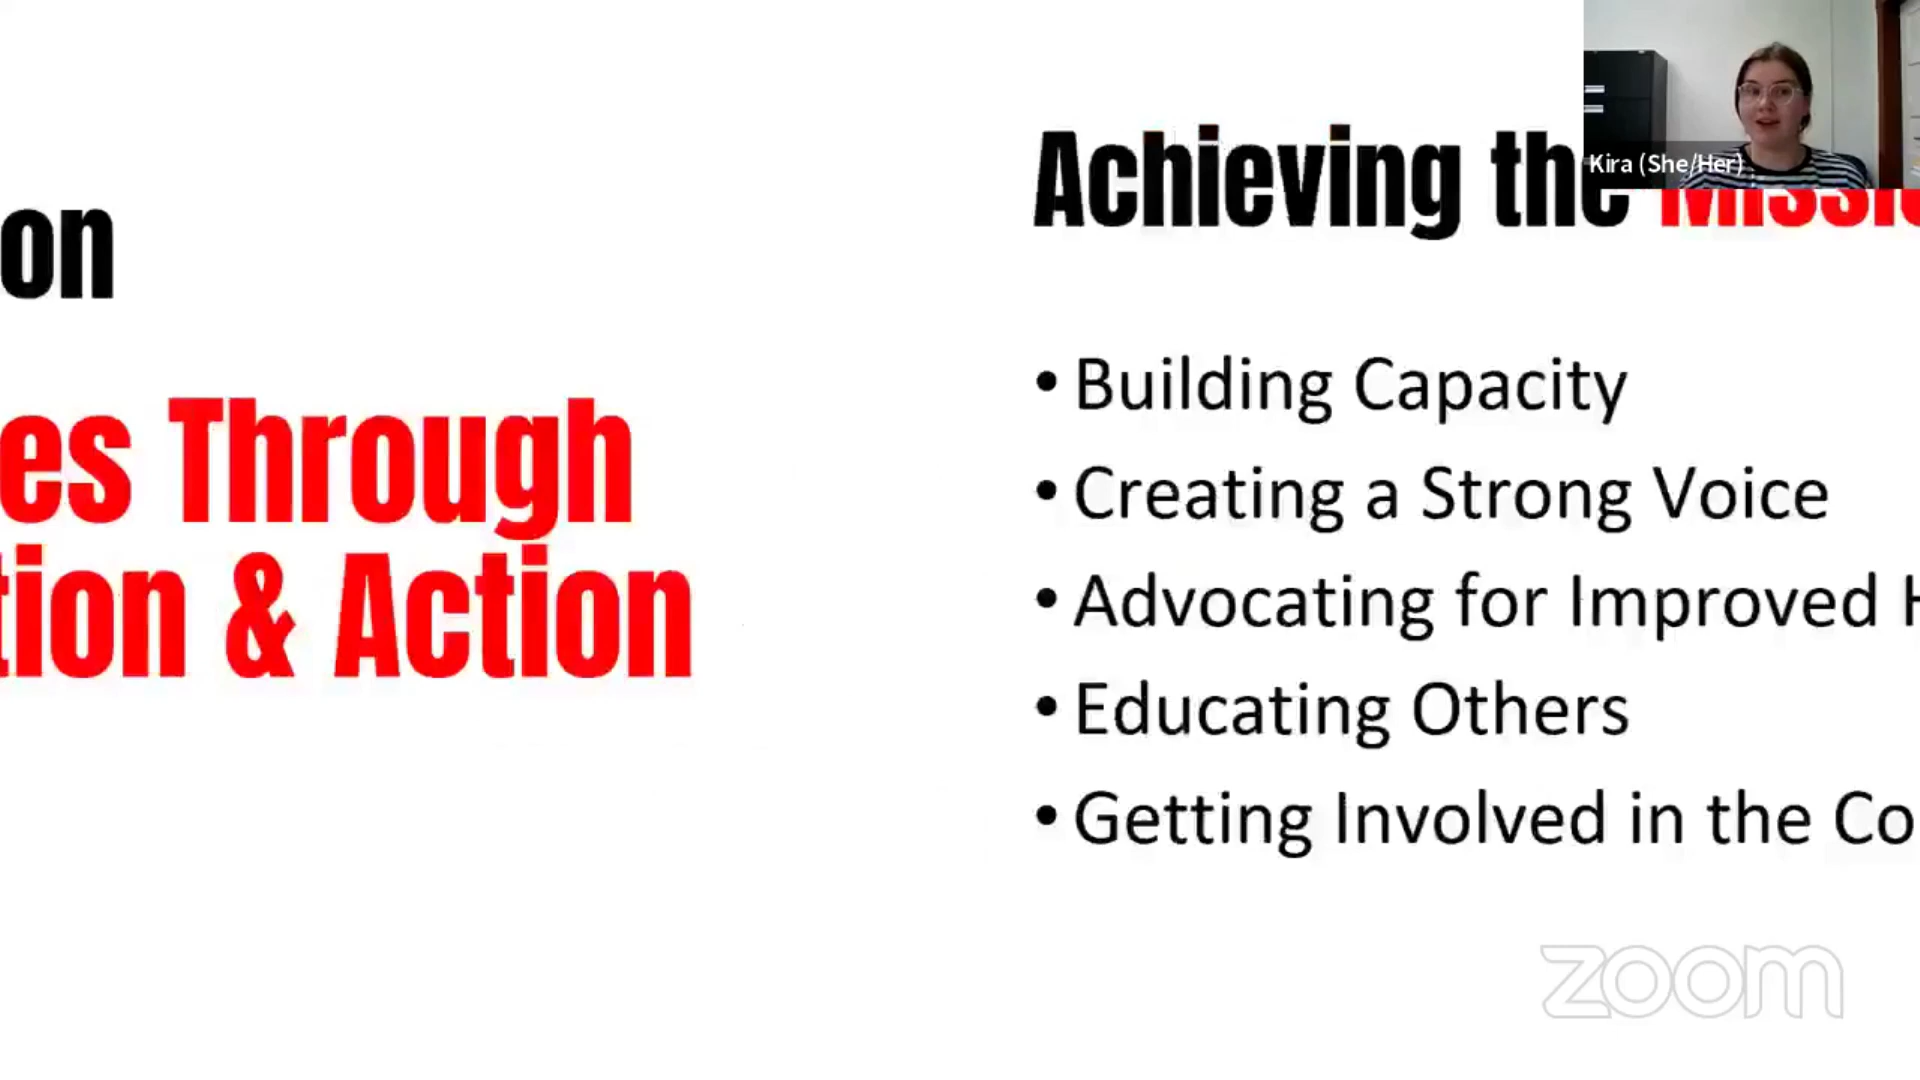 on
es Through
tion & Action
Achieving the
Kira (She/Her)
• Building Capacity
• Creating a Strong Voice
• Advocating for Improved H
• Educating Others
• Getting Involved in the Co
zoom